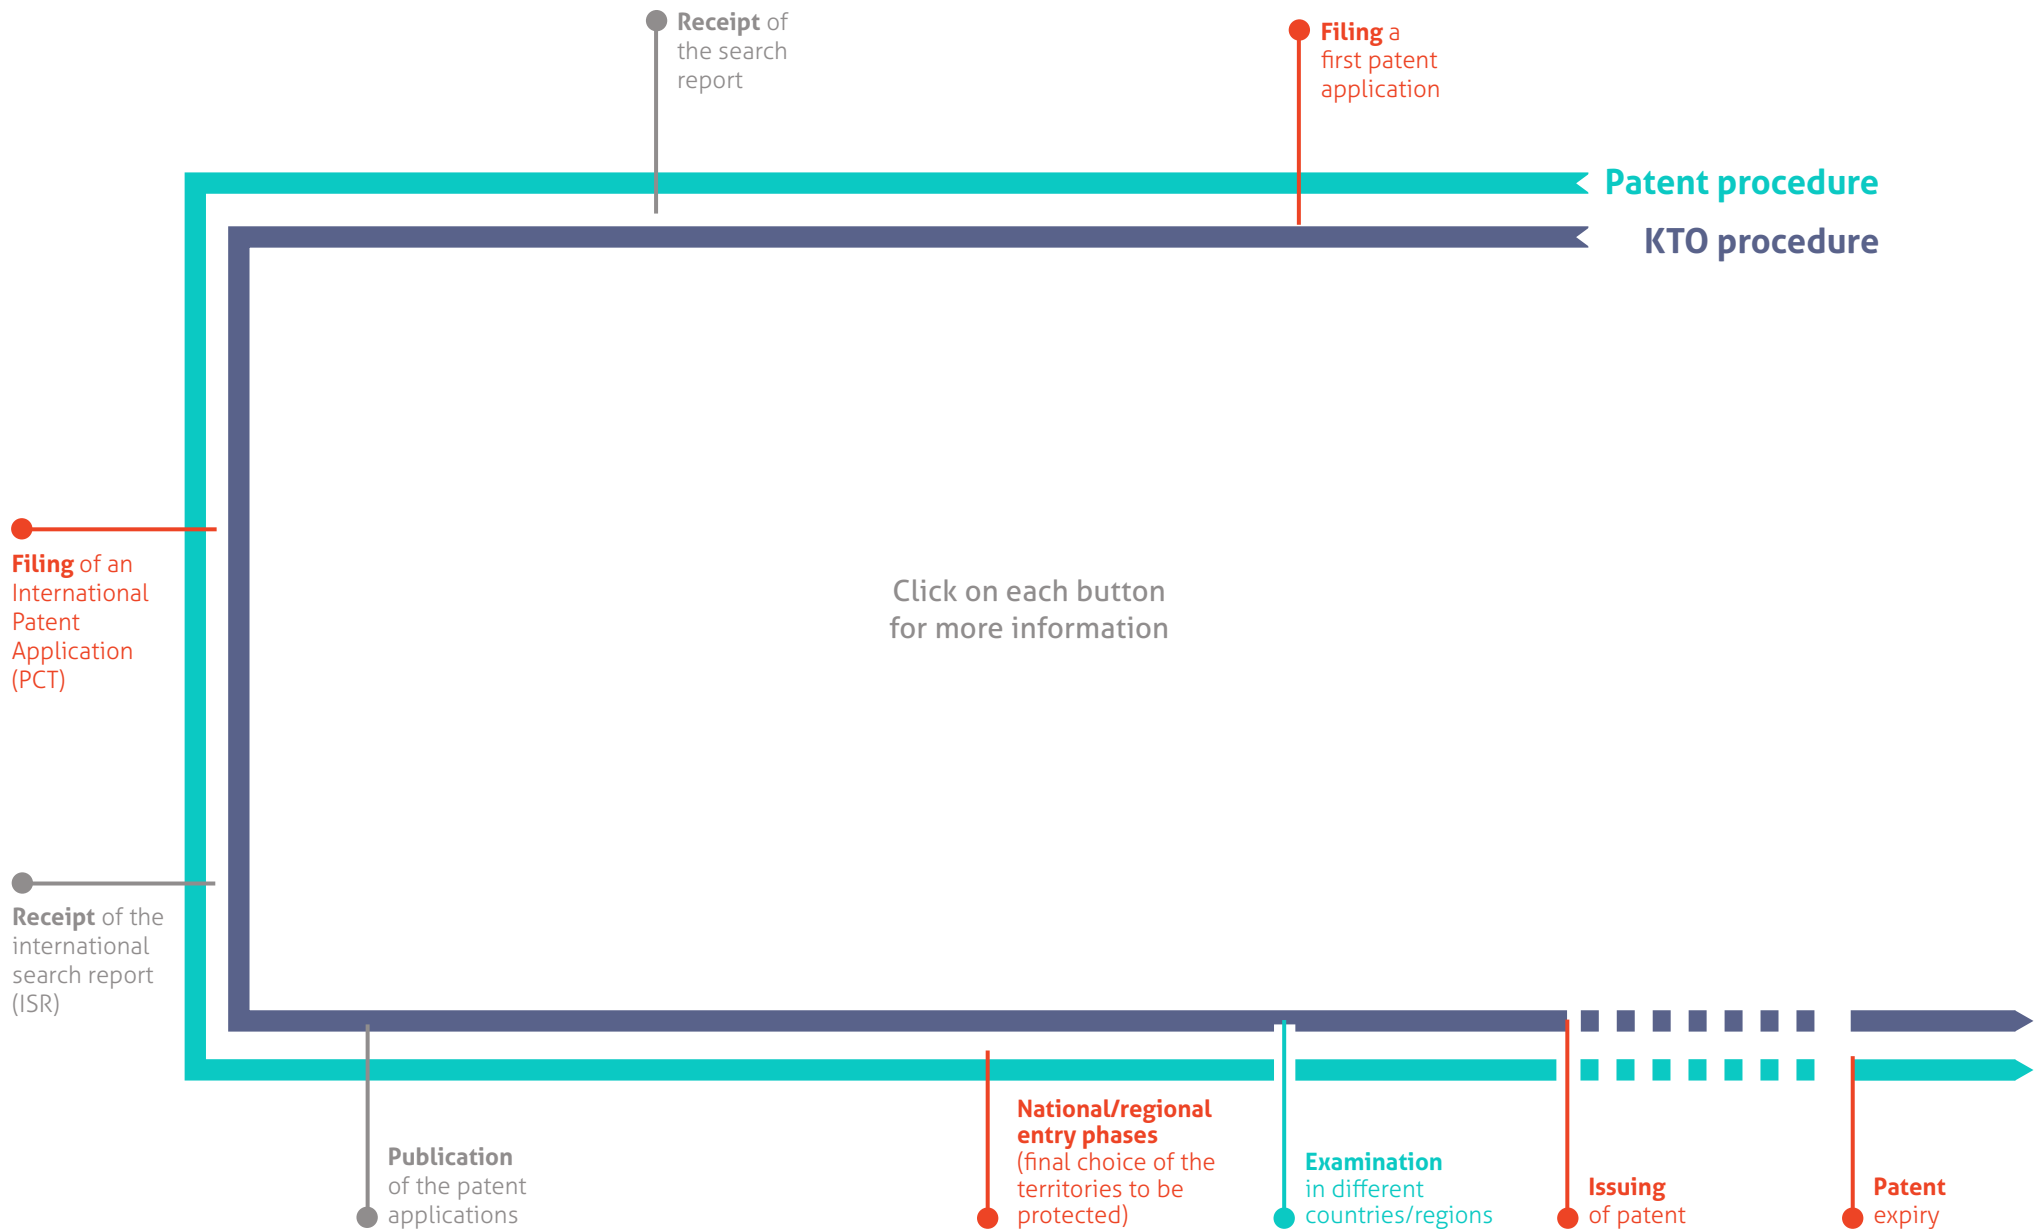 Receipt of
the search
report
Filing a
first patent
application
Patent procedure
KTO procedure
Filing of an
International
Patent
Application
(PCT)
Click on each button
for more information
Receipt of the
international
search report
(ISR)
Publication
of the patent
applications
National/regional
entry phases
(final choice of the
territories to be
protected)
Examination
in different
countries/regions
Issuing
of patent
Patent
expiry